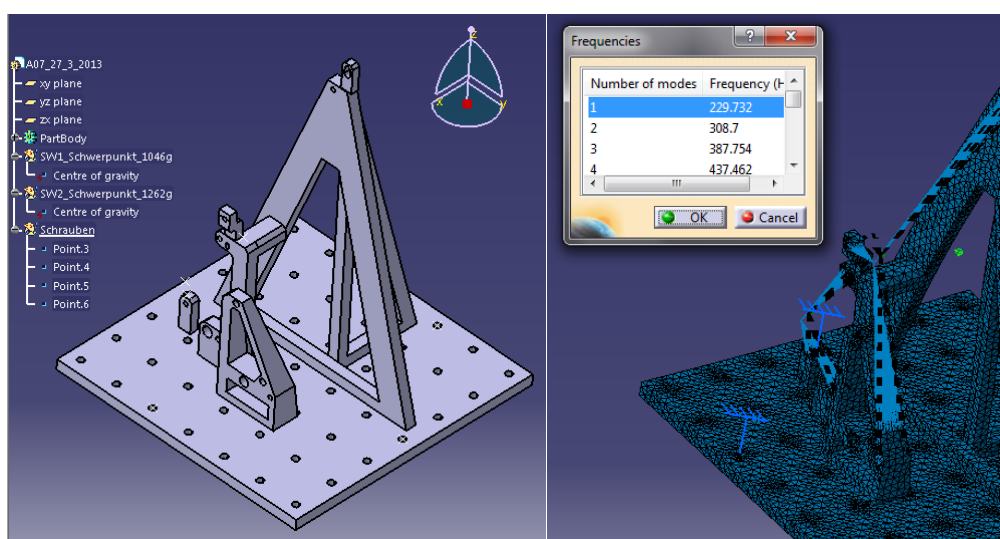 A07_27_3_2013
xy plane
yz plane
zx plane
PartBody
SW1_Schwerpunkt_1046g
Centre of gravity
SW2_Schwerpunkt_1262g
Centre of gravity
Schrauben
Point.3
Point.4
Point.5
Point.6
z
x
y
Frequencies
Number of modes Frequency (H
1 229.732
2 308.7
3 387.754
4 437.462
OK Cancel